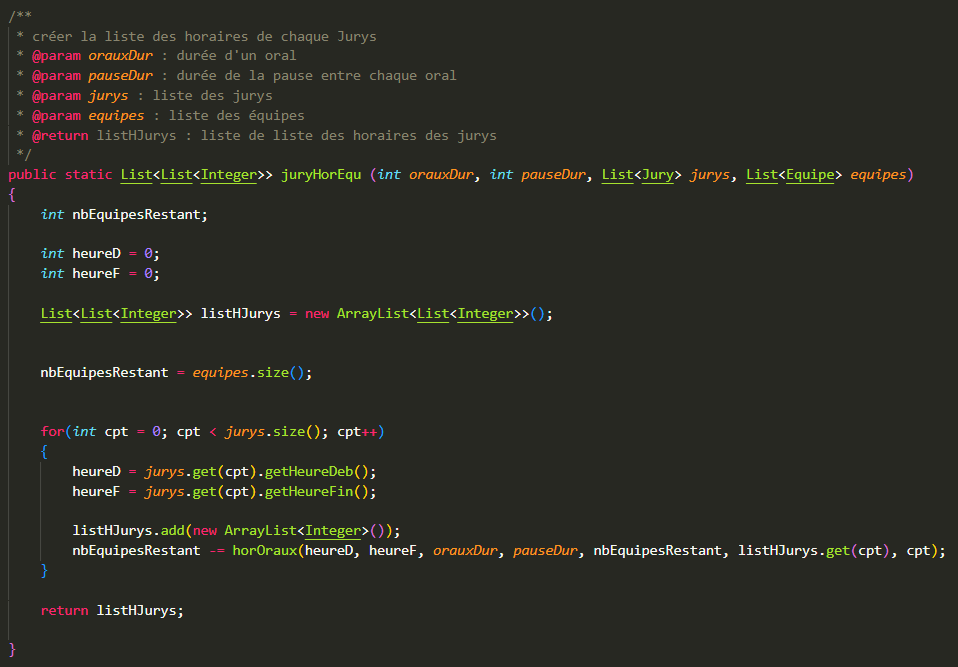 /**
 * créer la liste des horaires de chaque Jurys
 * @param orauxDur : durée d'un oral
 * @param pauseDur : durée de la pause entre chaque oral
 * @param jurys : liste des jurys
 * @param equipes : liste des équipes
 * @return listHJurys : liste de liste des horaires des jurys
 */
public static List<List<Integer>> juryHorEqu (int orauxDur, int pauseDur, List<Jury> jurys, List<Equipe> equipes)
{
    int nbEquipesRestant;
    int heureD = 0;
    int heureF = 0;
    List<List<Integer>> listHJurys = new ArrayList<List<Integer>>();
    nbEquipesRestant = equipes.size();
    for(int cpt = 0; cpt < jurys.size(); cpt++)
    {
        heureD = jurys.get(cpt).getHeureDeb();
        heureF = jurys.get(cpt).getHeureFin();
        listHJurys.add(new ArrayList<Integer>());
        nbEquipesRestant -= horOraux(heureD, heureF, orauxDur, pauseDur, nbEquipesRestant, listHJurys.get(cpt), cpt);
    }
    return listHJurys;
}